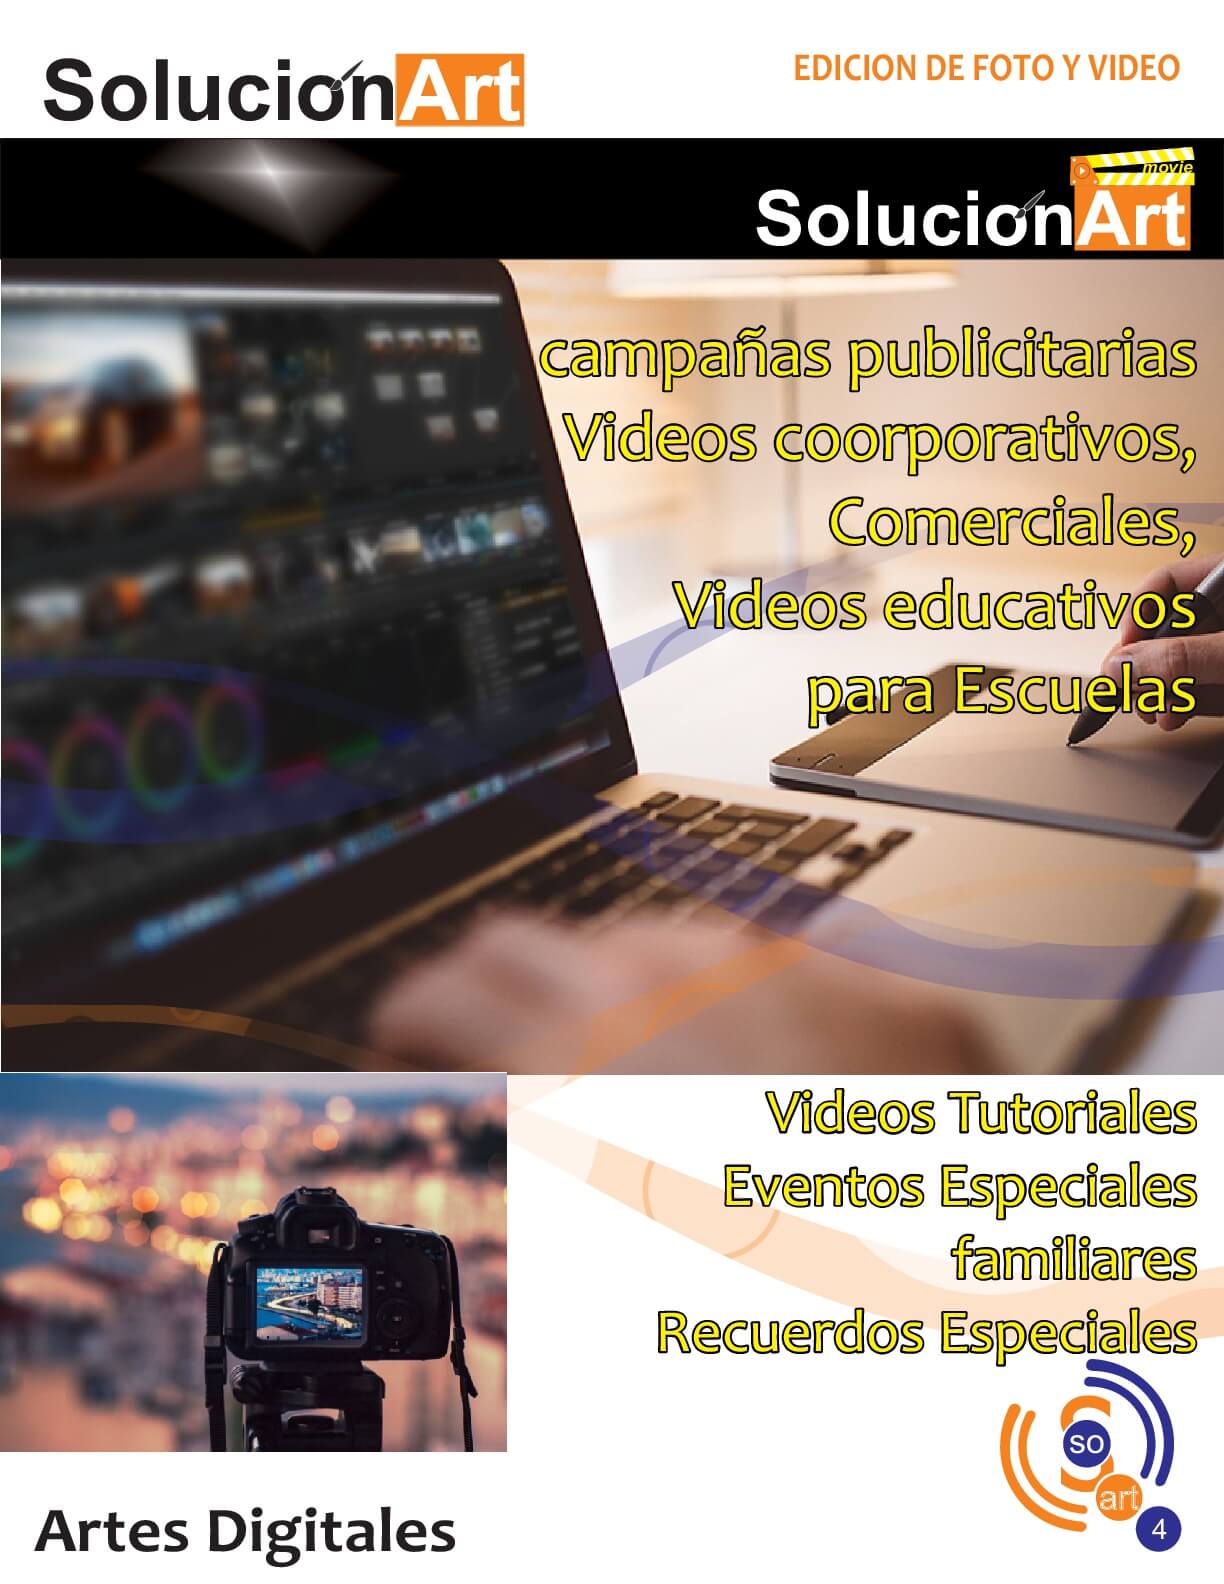 SolucionArt
EDICION DE FOTO Y VIDEO
movie
SolucionArt
campañas publicitarias
Videos coorporativos,
Comerciales,
Videos educativos
para Escuelas
Videos Tutoriales
Eventos Especiales
familiares
Recuerdos Especiales
S
so
art
4
Artes Digitales